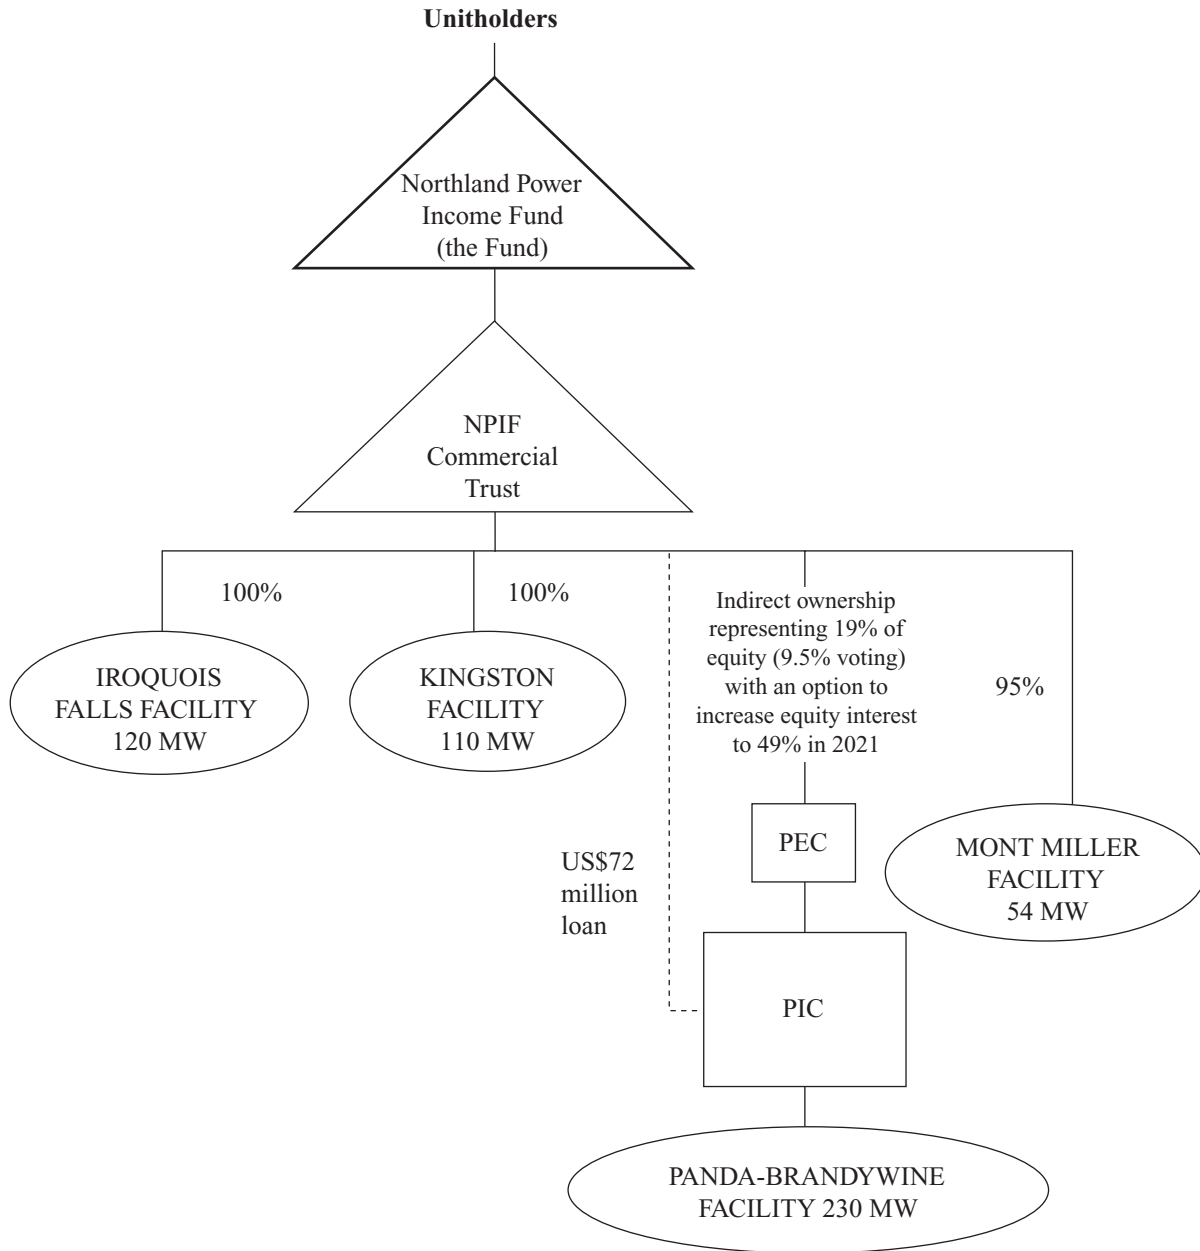 Unitholders
Northland Power
Income Fund
(the Fund)
NPIF
Commercial
Trust
100%
100%
Indirect ownership
representing 19% of
equity (9.5% voting)
with an option to
increase equity interest
to 49% in 2021
95%
IROQUOIS
FALLS FACILITY
120 MW
KINGSTON
FACILITY
110 MW
US$72
million
loan
PEC
MONT MILLER
FACILITY
54 MW
PIC
PANDA-BRANDYWINE
FACILITY 230 MW